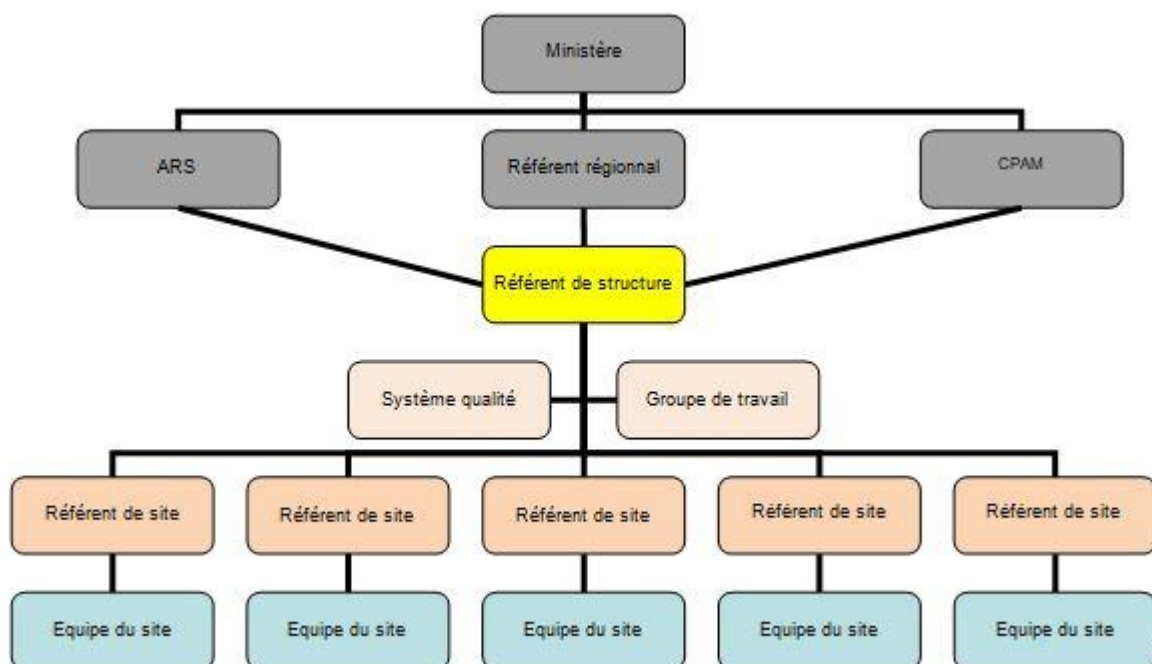 Ministère
ARS
Référent régionnal
CPAM
Référent de structure
Système qualité
Groupe de travail
Référent de site
Référent de site
Référent de site
Référent de site
Référent de site
Equipe du site
Equipe du site
Equipe du site
Equipe du site
Equipe du site